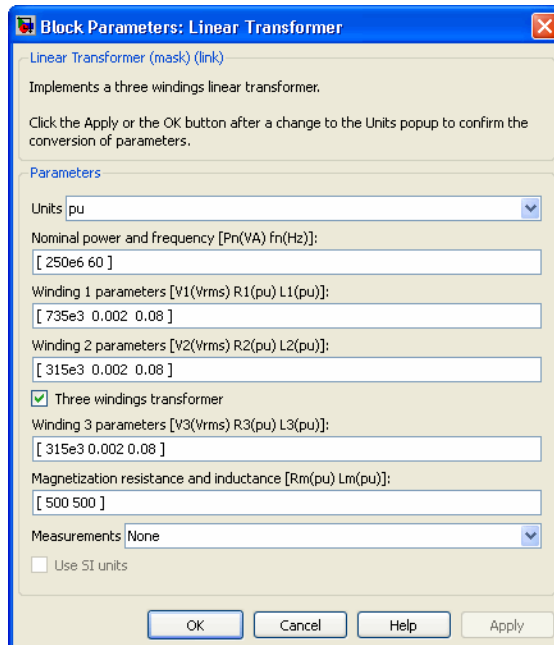 Block Parameters: Linear Transformer
Linear Transformer (mask) (link)
Implements a three windings linear transformer.
Click the Apply or the OK button after a change to the Units popup to confirm the
conversion of parameters.
Parameters
Units pu
Nominal power and frequency [Pn(VA) fn(Hz)]:
[ 250e6 60 ]
Winding 1 parameters [V1(Vrms) R1(pu) L1(pu)]:
[ 735e3 0.002 0.08 ]
Winding 2 parameters [V2(Vrms) R2(pu) L2(pu)]:
[ 315e3 0.002 0.08 ]
Three windings transformer
Winding 3 parameters [V3(Vrms) R3(pu) L3(pu)]:
[ 315e3 0.002 0.08 ]
Magnetization resistance and inductance [Rm(pu) Lm(pu)]:
[ 500 500 ]
Measurements None
Use SI units
OK Cancel Help Apply